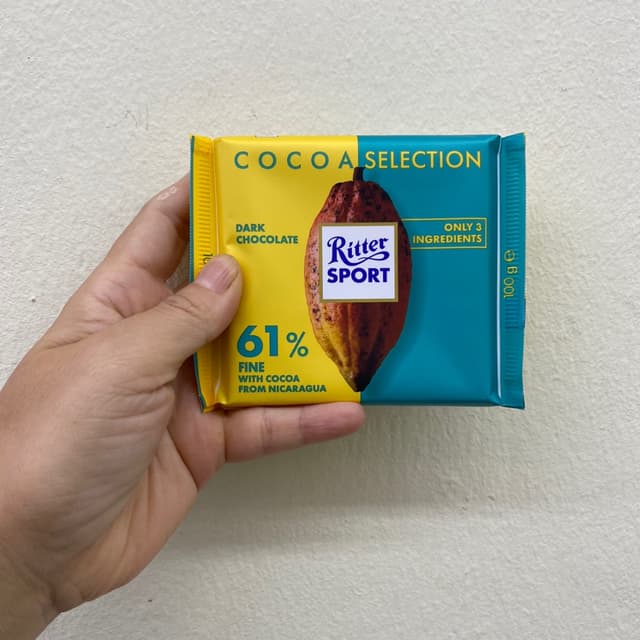 COCOA SELECTION
DARK
CHOCOLATE
Ritter
SPORT
ONLY 3
INGREDIENTS
61%
FINE
WITH COCOA
FROM NICARAGUA
100 g ℮